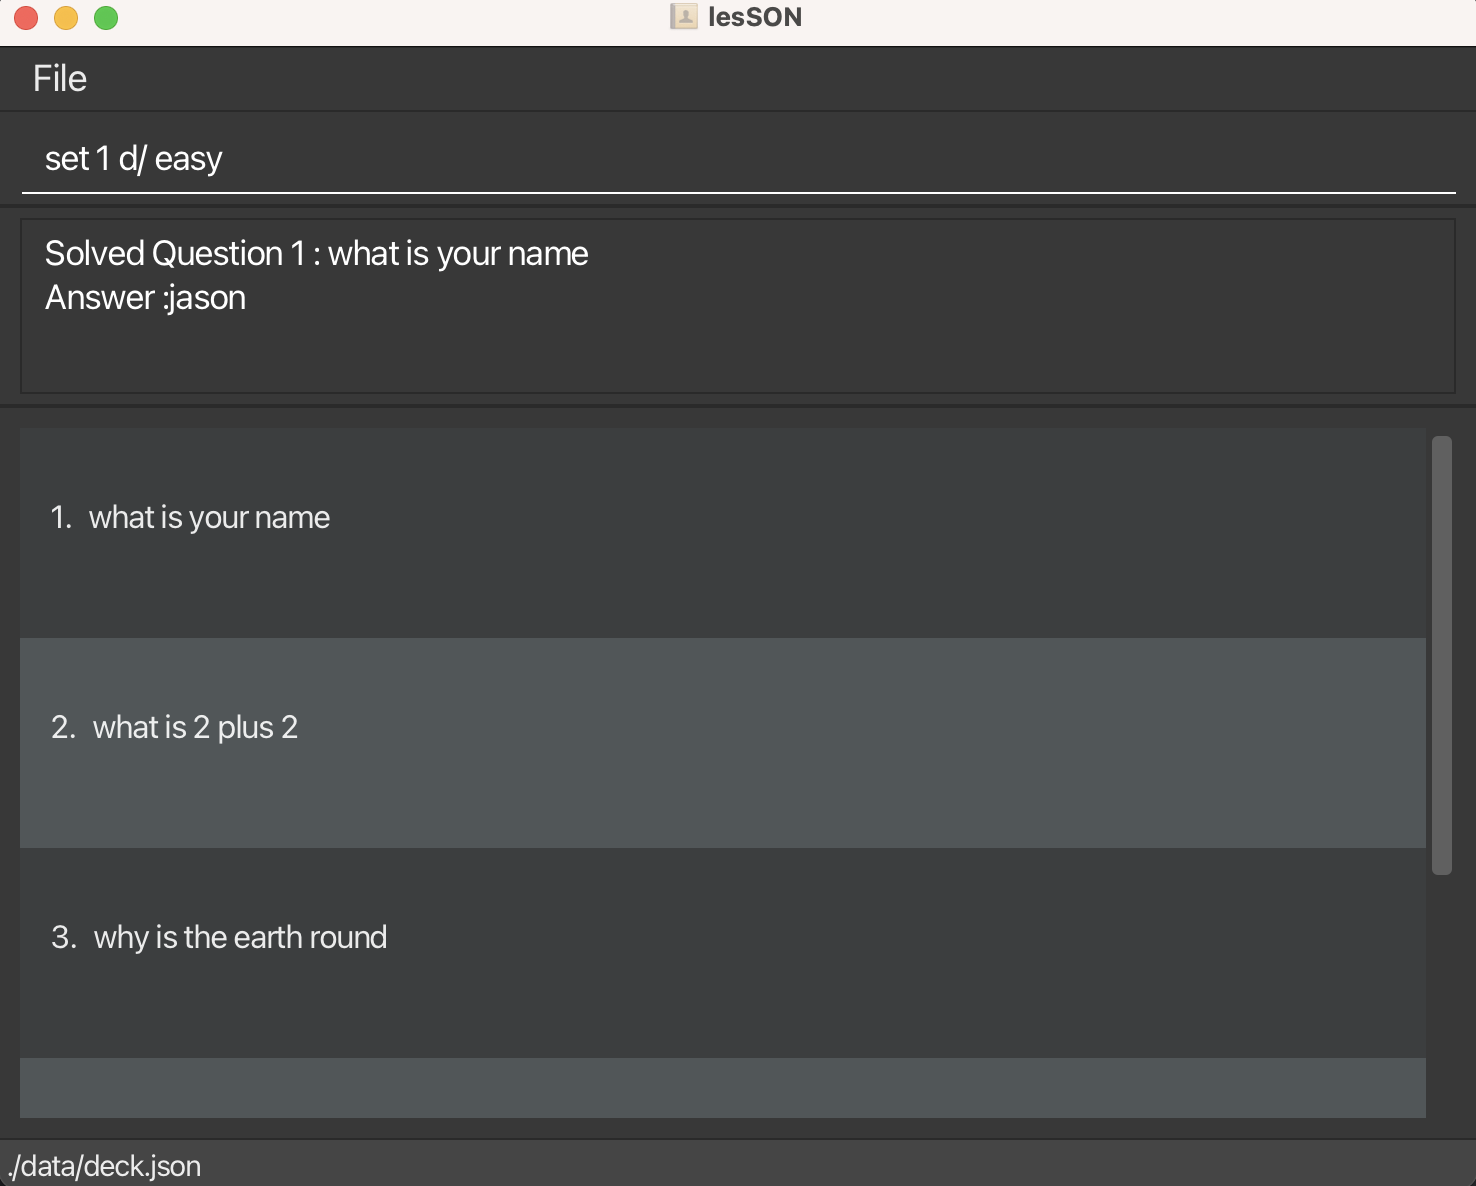 lesSON
File
set 1 d/ easy
Solved Question 1 : what is your name
Answer :jason
1. what is your name
2. what is 2 plus 2
3. why is the earth round
./data/deck.json